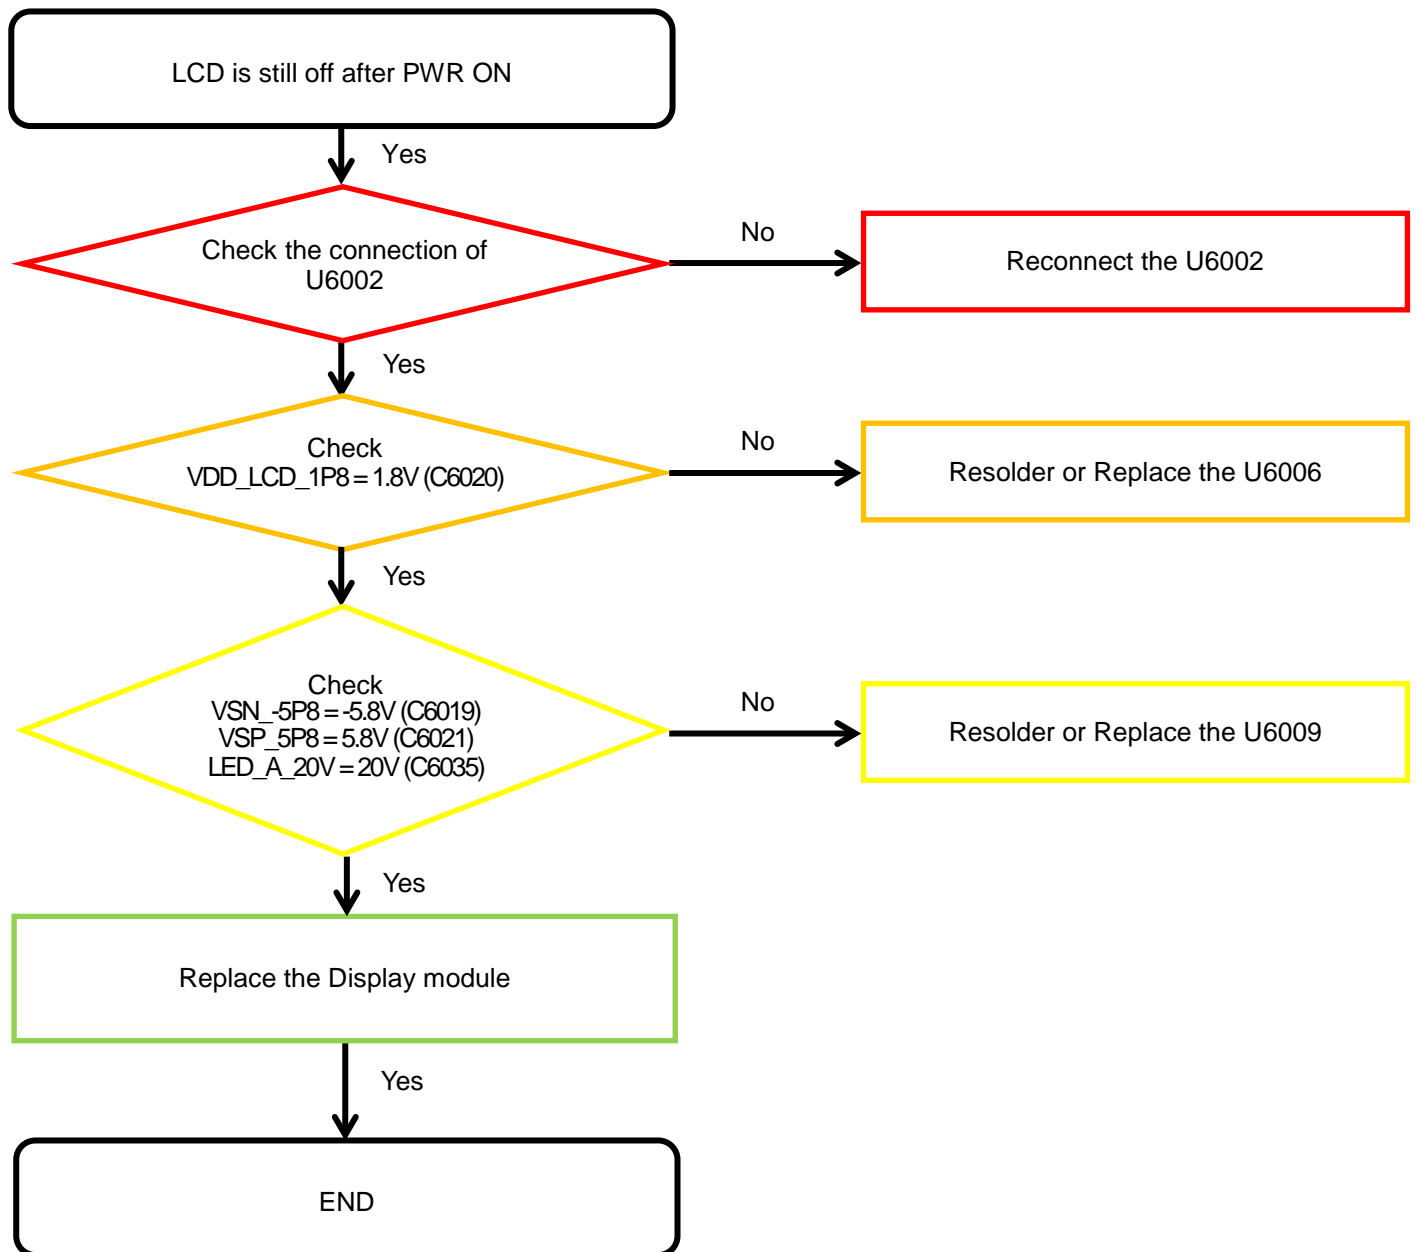 LCD is still off after PWR ON
Yes
Check the connection of
U6002
No
Reconnect the U6002
Yes
Check
VDD_LCD_1P8 = 1.8V (C6020)
No
Resolder or Replace the U6006
Yes
Check
VSN_-5P8 = -5.8V (C6019)
VSP_5P8 = 5.8V (C6021)
LED_A_20V = 20V (C6035)
No
Resolder or Replace the U6009
Yes
Replace the Display module
Yes
END